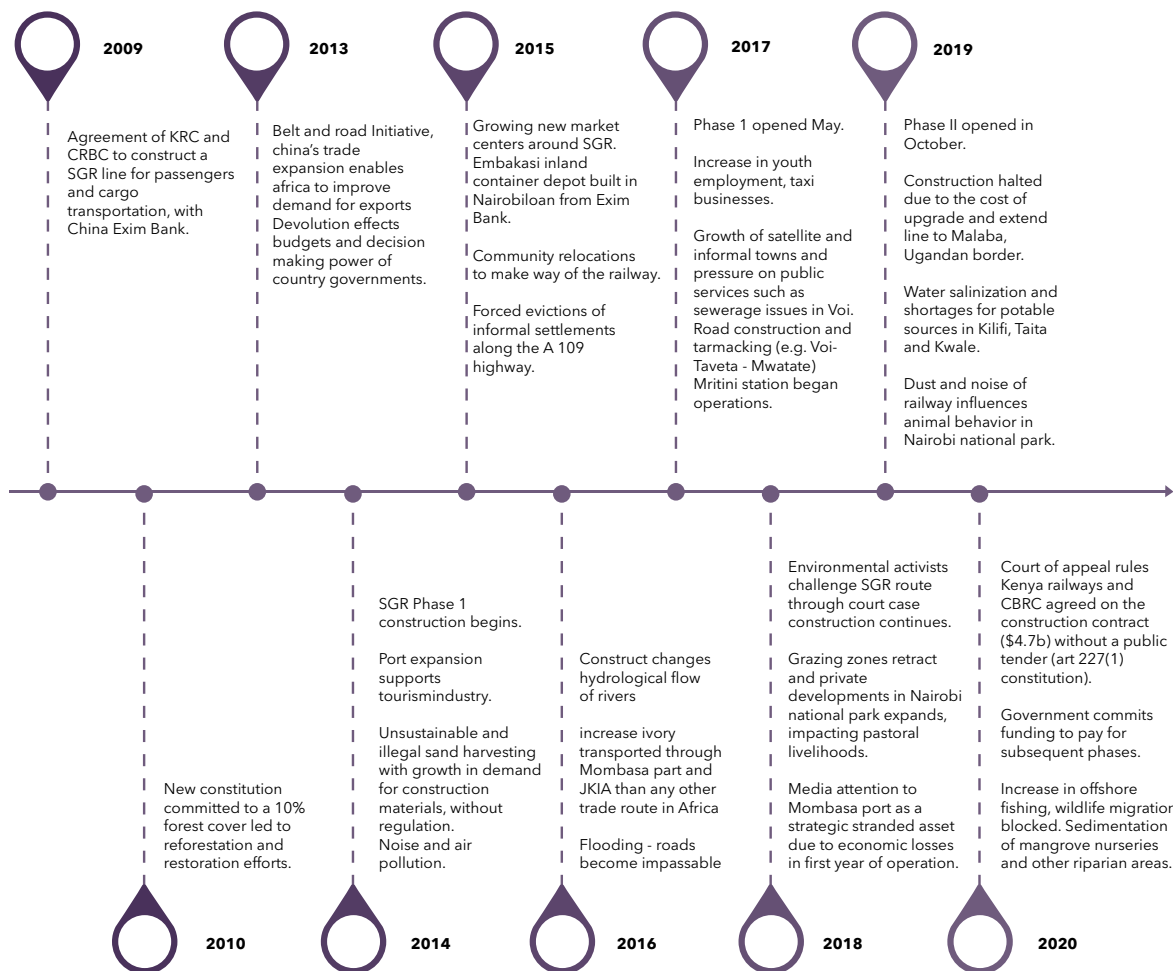 2009
Agreement of KRC and
CRBC to construct a
SGR line for passengers
and cargo
transportation, with
China Exim Bank.
2013
Belt and road Initiative,
china's trade
expansion enables
africa to improve
demand for exports
Devolution effects
budgets and decision
making power of
country governments.
2015
Growing new market
centers around SGR.
Embakasi inland
container depot built in
Nairobiloan from Exim
Bank.
Community relocations
to make way of the railway.
Forced evictions of
informal settlements
along the A 109
highway.
2017
Phase 1 opened May.
Increase in youth
employment, taxi
businesses.
Growth of satellite and
informal towns and
pressure on public
services such as
sewerage issues in Voi.
Road construction and
tarmacking (e.g. Voi-
Taveta - Mwatate)
Mritini station began
operations.
2019
Phase II opened in
October.
Construction halted
due to the cost of
upgrade and extend
line to Malaba,
Ugandan border.
Water salinization and
shortages for potable
sources in Kilifi, Taita
and Kwale.
Dust and noise of
railway influences
animal behavior in
Nairobi national park.
New constitution
committed to a 10%
forest cover led to
reforestation and
restoration efforts.
2010
SGR Phase 1
construction begins.
Port expansion
supports
tourismindustry.
Unsustainable and
illegal sand harvesting
with growth in demand
for construction
materials, without
regulation.
Noise and air
pollution.
2014
Construct changes
hydrological flow
of rivers
increase ivory
transported through
Mombasa part and
JKIA than any other
trade route in Africa
Flooding - roads
become impassable
2016
Environmental activists
challenge SGR route
through court case
construction continues.
Grazing zones retract
and private
developments in Nairobi
national park expands,
impacting pastoral
livelihoods.
Media attention to
Mombasa port as a
strategic stranded asset
due to economic losses
in first year of operation.
2018
Court of appeal rules
Kenya railways and
CBRC agreed on the
construction contract
($4.7b) without a public
tender (art 227(1)
constitution).
Government commits
funding to pay for
subsequent phases.
Increase in offshore
fishing, wildlife migration
blocked. Sedimentation
of mangrove nurseries
and other riparian areas.
2020